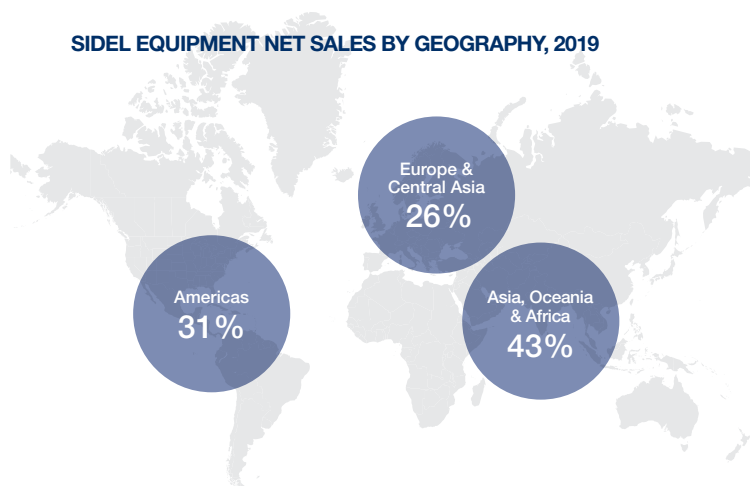 SIDEL EQUIPMENT NET SALES BY GEOGRAPHY, 2019
Europe &
Central Asia
26%
Americas
31%
Asia, Oceania
& Africa
43%